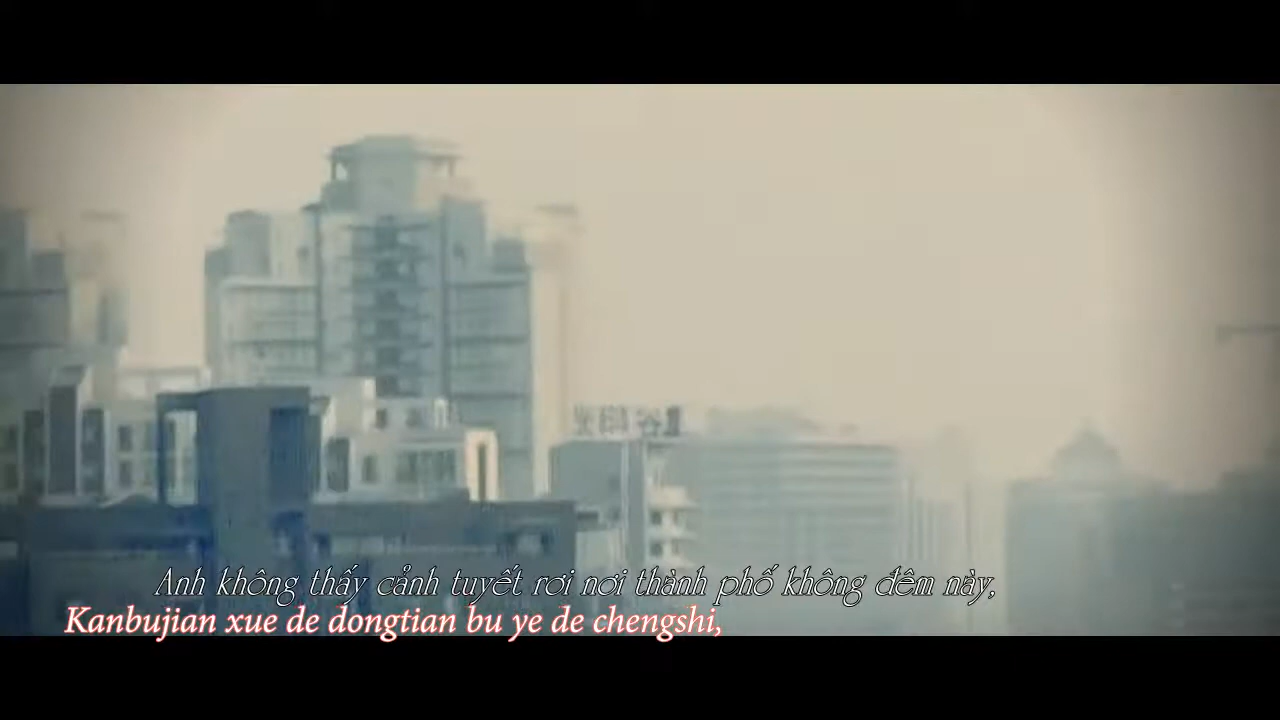 Anh không thấy cảnh tuyết rơi nơi thành phố không đêm này,
Kanbujian xue de dongtian bu ye de chengshi,